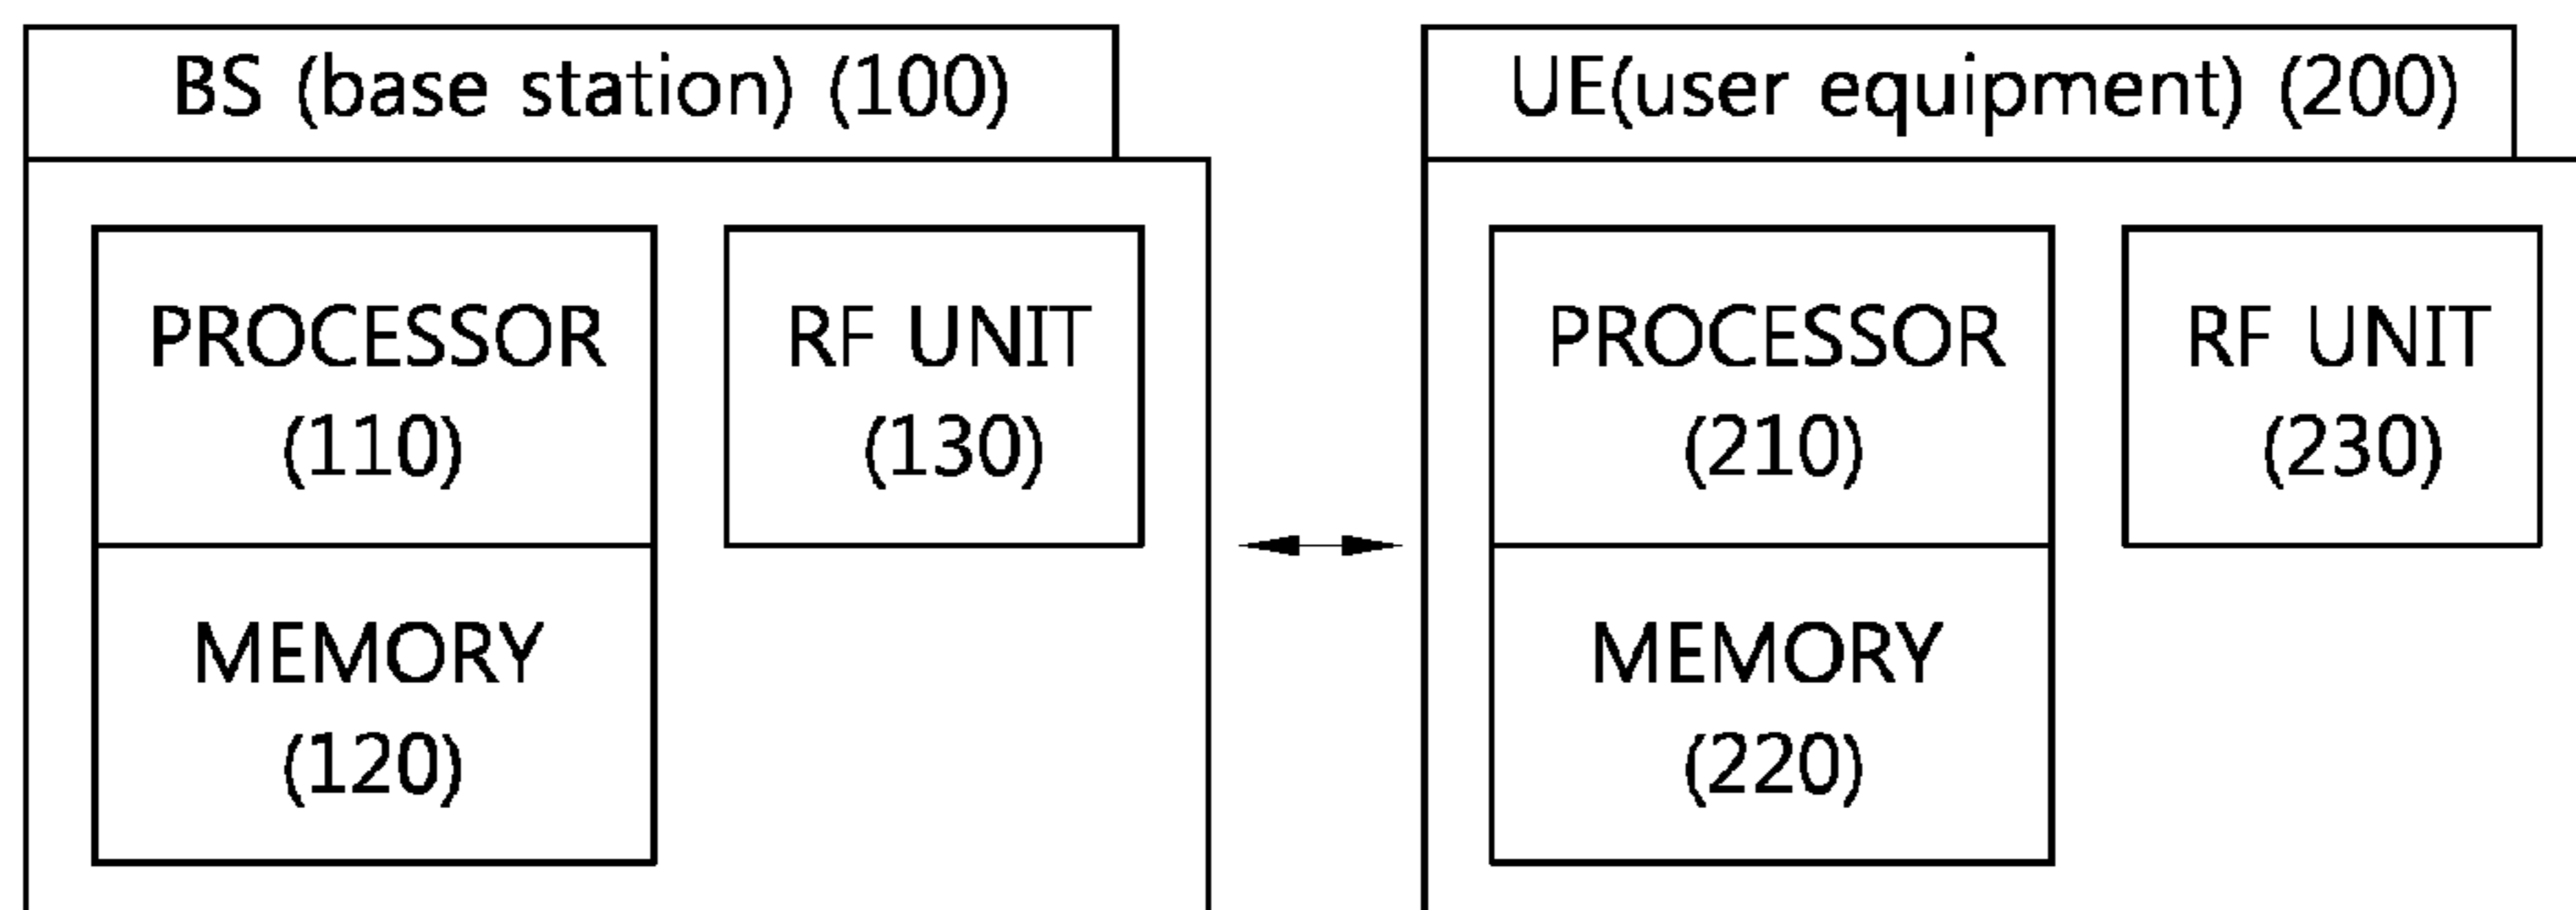 BS (base station) (100)
PROCESSOR
(110)
RF UNIT
(130)
MEMORY
(120)
UE(user equipment) (200)
PROCESSOR
(210)
RF UNIT
(230)
MEMORY
(220)